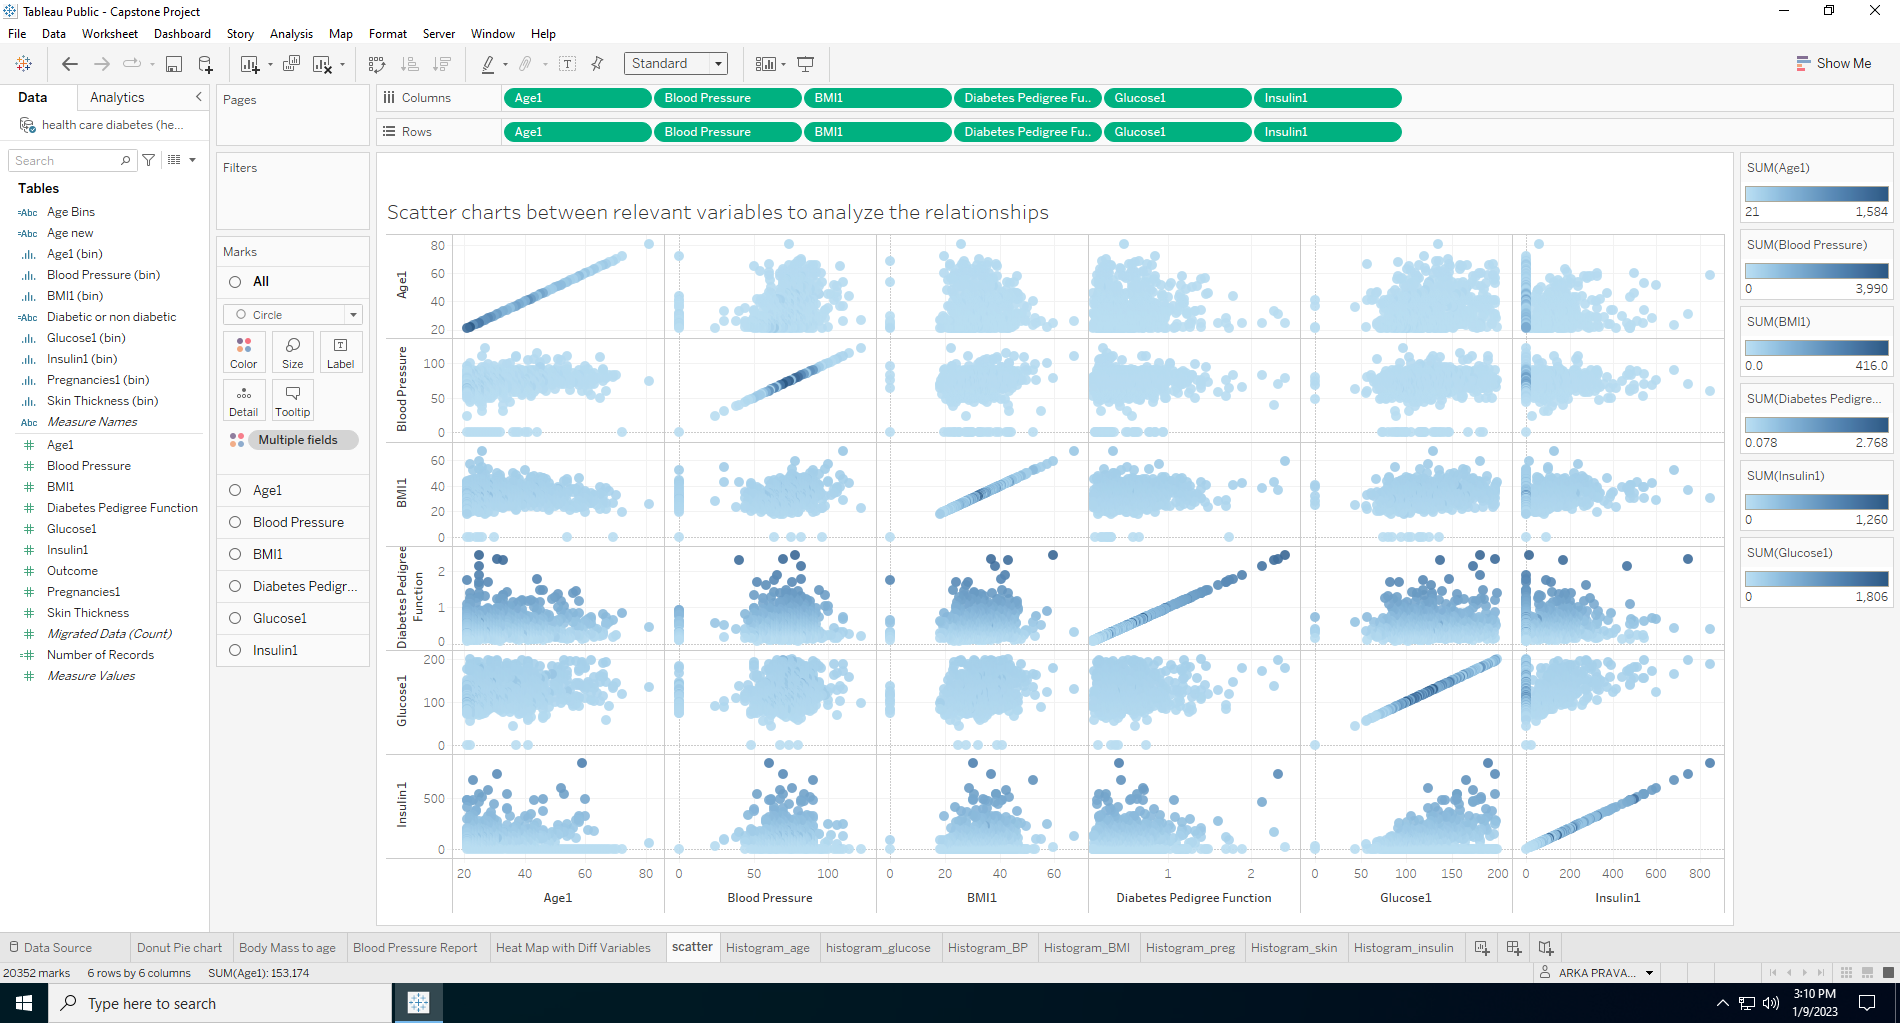 Tableau Public - Capstone Project
File Data Worksheet Dashboard Story Analysis Map Format Server Window Help
Standard
Show Me
Data Analytics
health care diabetes (he...
Search
Tables
=Abc Age Bins
=Abc Age new
Age1 (bin)
Blood Pressure (bin)
BMI1 (bin)
=Abc Diabetic or non diabetic
Glucose1 (bin)
Insulin1 (bin)
Pregnancies1 (bin)
Skin Thickness (bin)
Abc Measure Names
# Age1
# Blood Pressure
# BMI1
# Diabetes Pedigree Function
# Glucose1
# Insulin1
# Outcome
# Pregnancies1
# Skin Thickness
# Migrated Data (Count)
=# Number of Records
# Measure Values
Pages
Filters
Marks
All
Circle
Color Size Label
Detail Tooltip
Multiple fields
Age1
Blood Pressure
BMI1
Diabetes Pedigr...
Glucose1
Insulin1
Columns Age1 Blood Pressure BMI1 Diabetes Pedigree Fu.. Glucose1 Insulin1
Rows Age1 Blood Pressure BMI1 Diabetes Pedigree Fu.. Glucose1 Insulin1
Scatter charts between relevant variables to analyze the relationships
Age1
80
60
40
20
Blood Pressure
100
50
0
BMI1
60
40
20
0
Diabetes Pedigree
Function
2
1
0
Glucose1
200
100
0
Insulin1
500
0
20 40 60 80 0 50 100 0 20 40 60 1 2 0 50 100 150 200 0 200 400 600 800
Age1 Blood Pressure BMI1 Diabetes Pedigree Function Glucose1 Insulin1
SUM(Age1)
21 1,584
SUM(Blood Pressure)
0 3,990
SUM(BMI1)
0.0 416.0
SUM(Diabetes Pedigre...
0.078 2.768
SUM(Insulin1)
0 1,260
SUM(Glucose1)
0 1,806
Data Source Donut Pie chart Body Mass to age Blood Pressure Report Heat Map with Diff Variables scatter Histogram_age histogram_glucose Histogram_BP Histogram_BMI Histogram_preg Histogram_skin Histogram_insulin
20352 marks 6 rows by 6 columns SUM(Age1): 153,174
ARKA PRAVA...
Type here to search
3:10 PM
1/9/2023